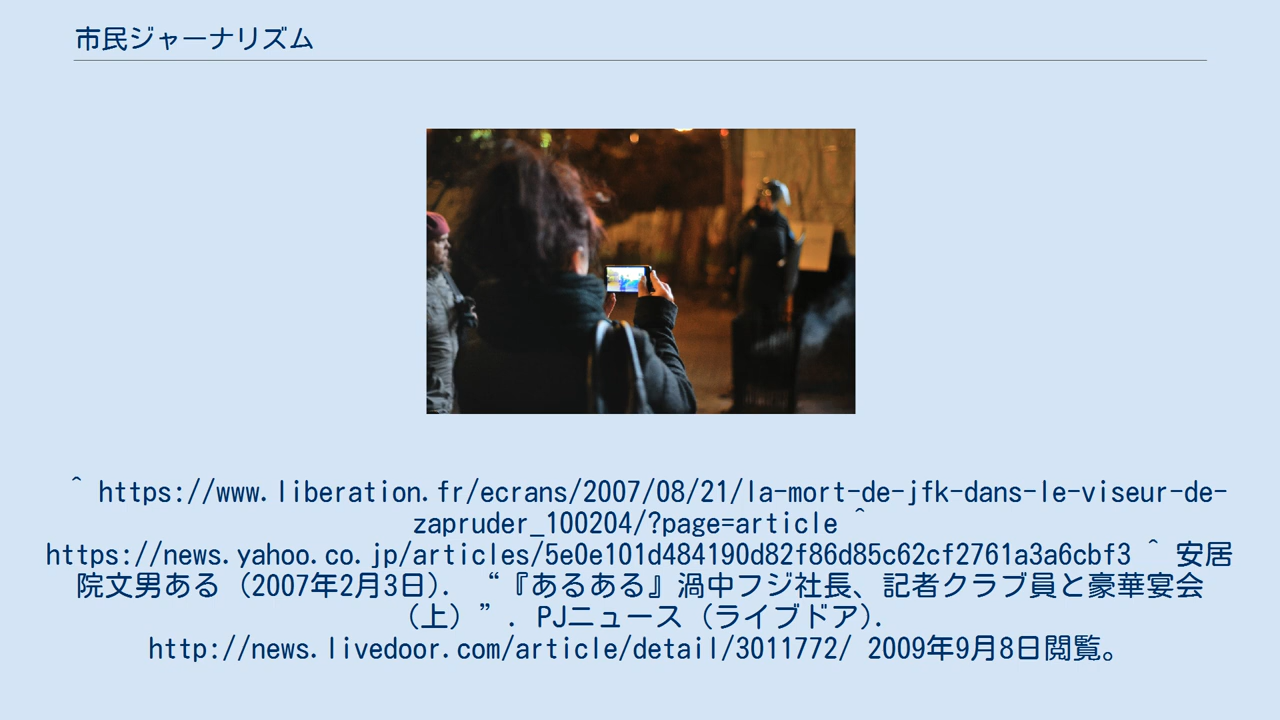 市民ジャーナリズム
^ https://www.liberation.fr/ecrans/2007/08/21/la-mort-de-jfk-dans-le-viseur-de-
zapruder_100204/?page=article ^
https://news.yahoo.co.jp/articles/5e0e101d484190d82f86d85c62cf2761a3a6cbf3 ^ 安居
院文男ある（2007年2月3日）. “『あるある』渦中フジ社長、記者クラブ員と豪華宴会
（上）”. PJニュース（ライブドア）.
http://news.livedoor.com/article/detail/3011772/ 2009年9月8日閲覧。